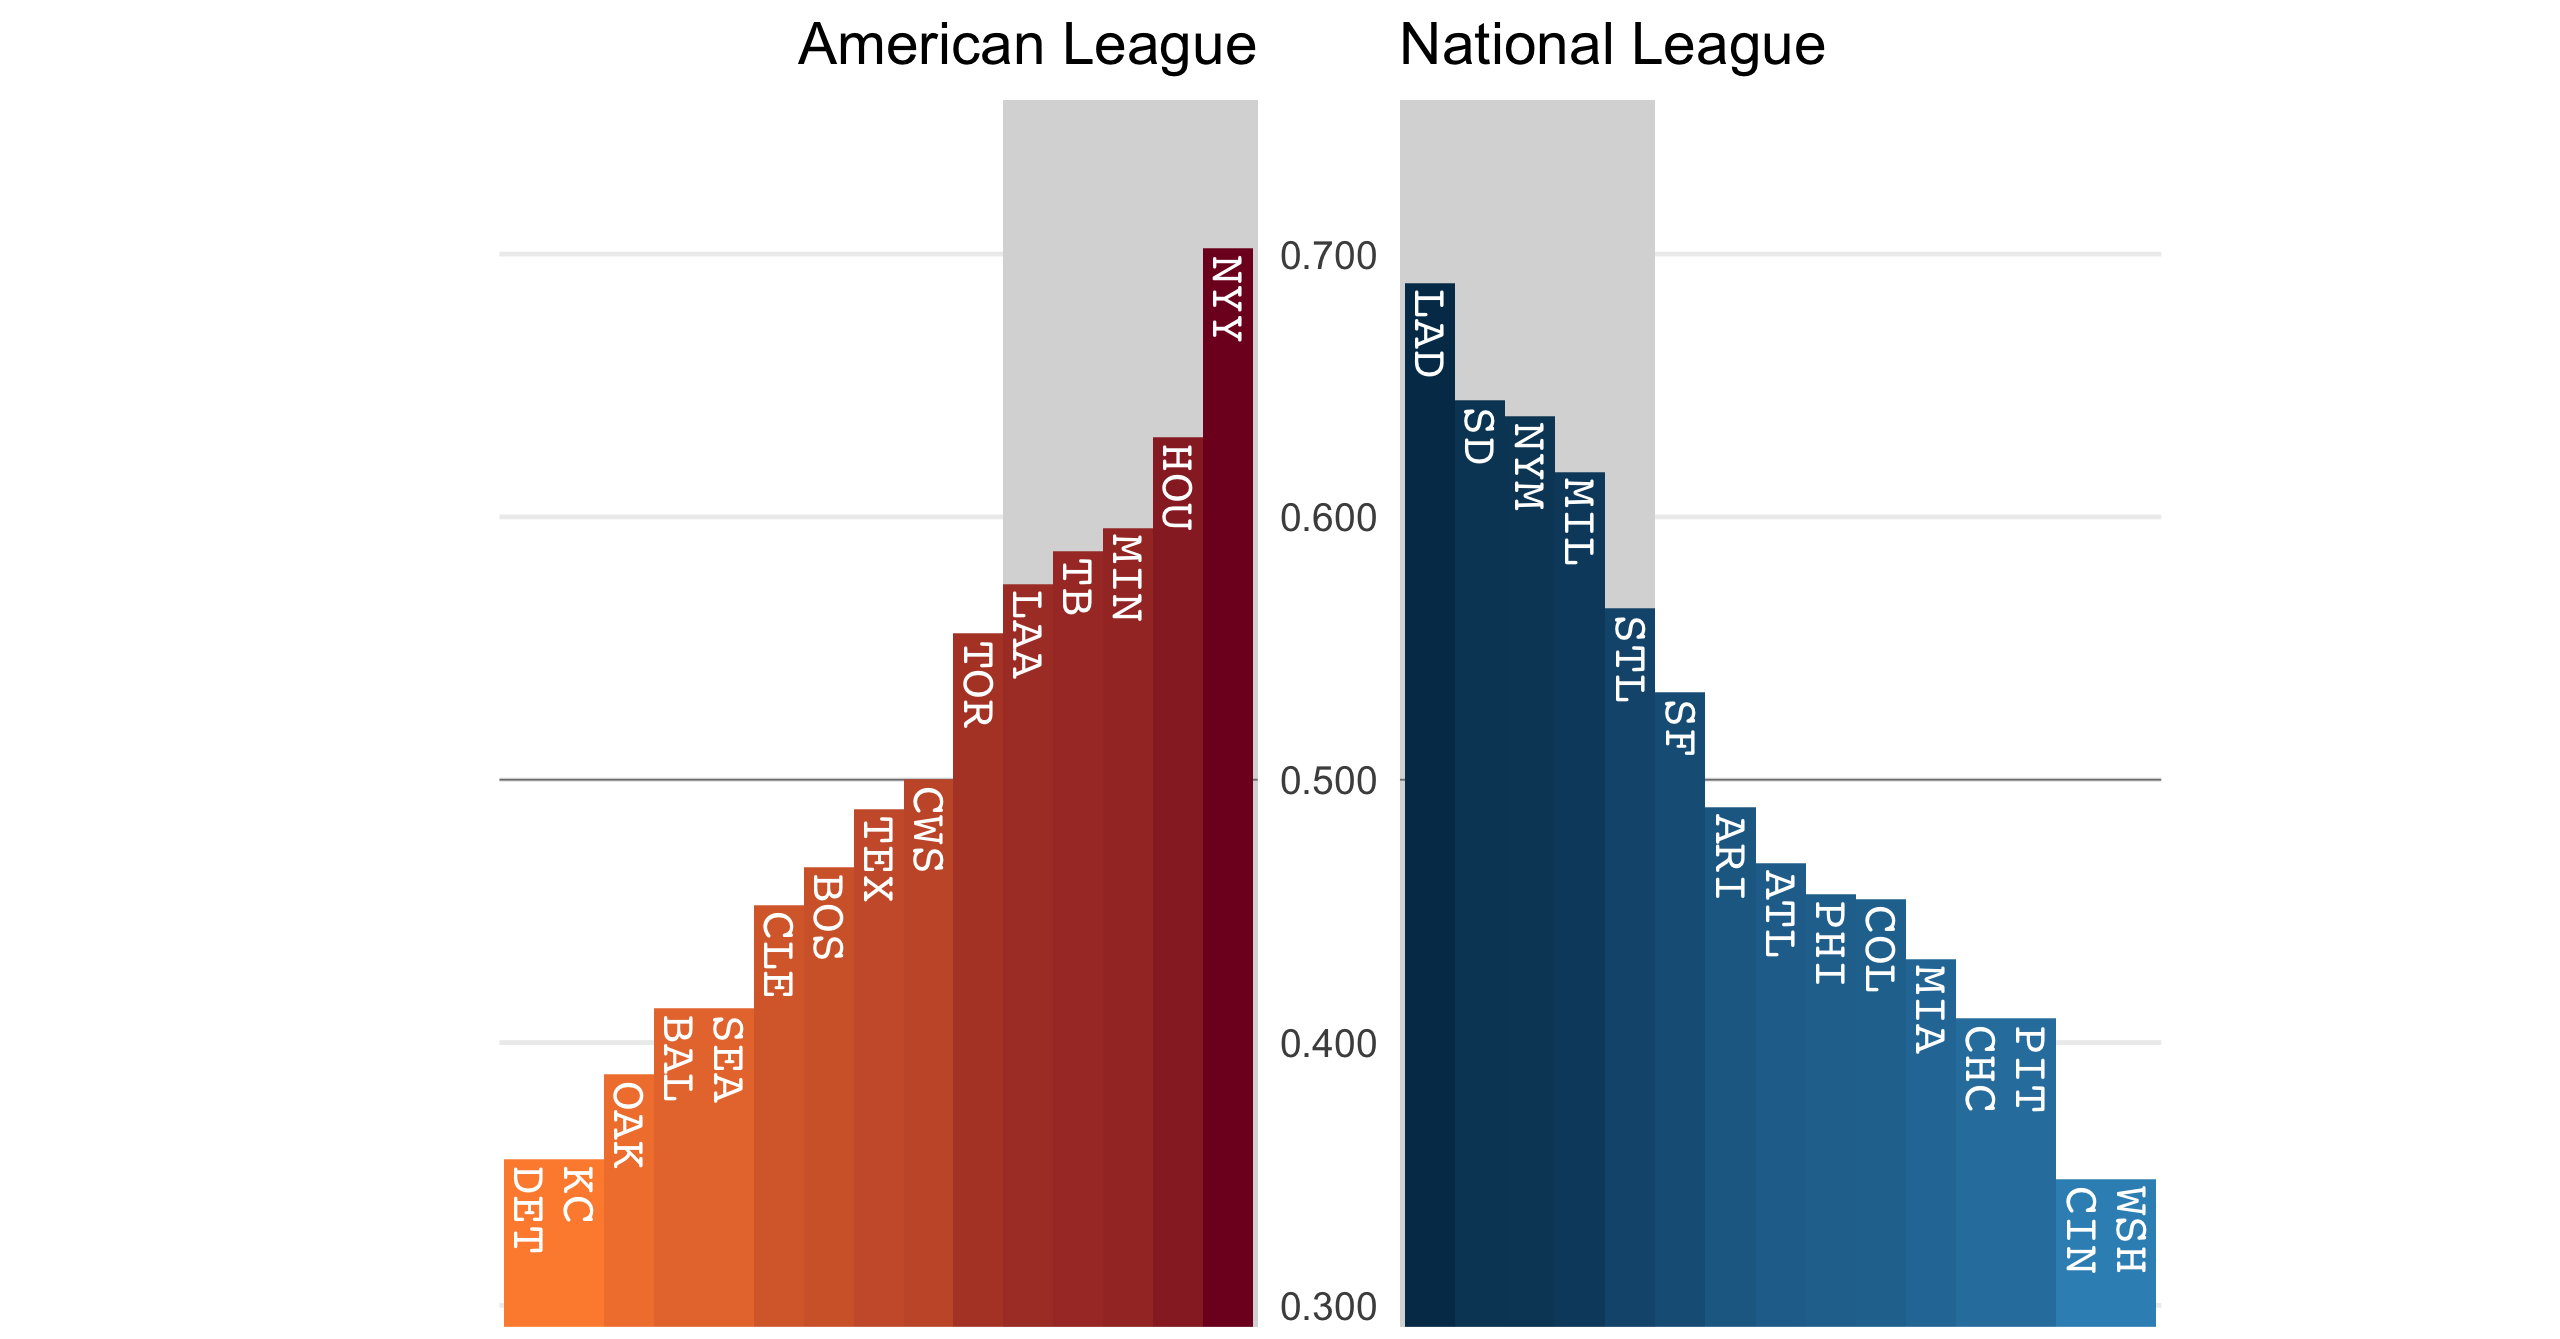 American League
National League
0.700
0.600
0.500
0.400
0.300
DET
KC
OAK
BAL
SEA
CLE
BOS
TEX
CWS
TOR
LAA
TB
MIN
HOU
NYY
LAD
SD
NYM
MIL
STL
SF
ARI
ATL
PHI
COL
MIA
CHC
PIT
CIN
WSH